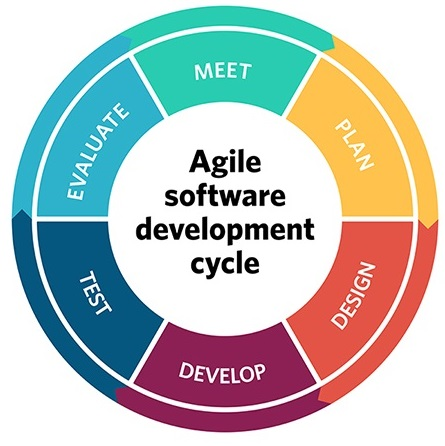 MEET
PLAN
DESIGN
DEVELOP
TEST
EVALUATE
Agile
software
development
cycle